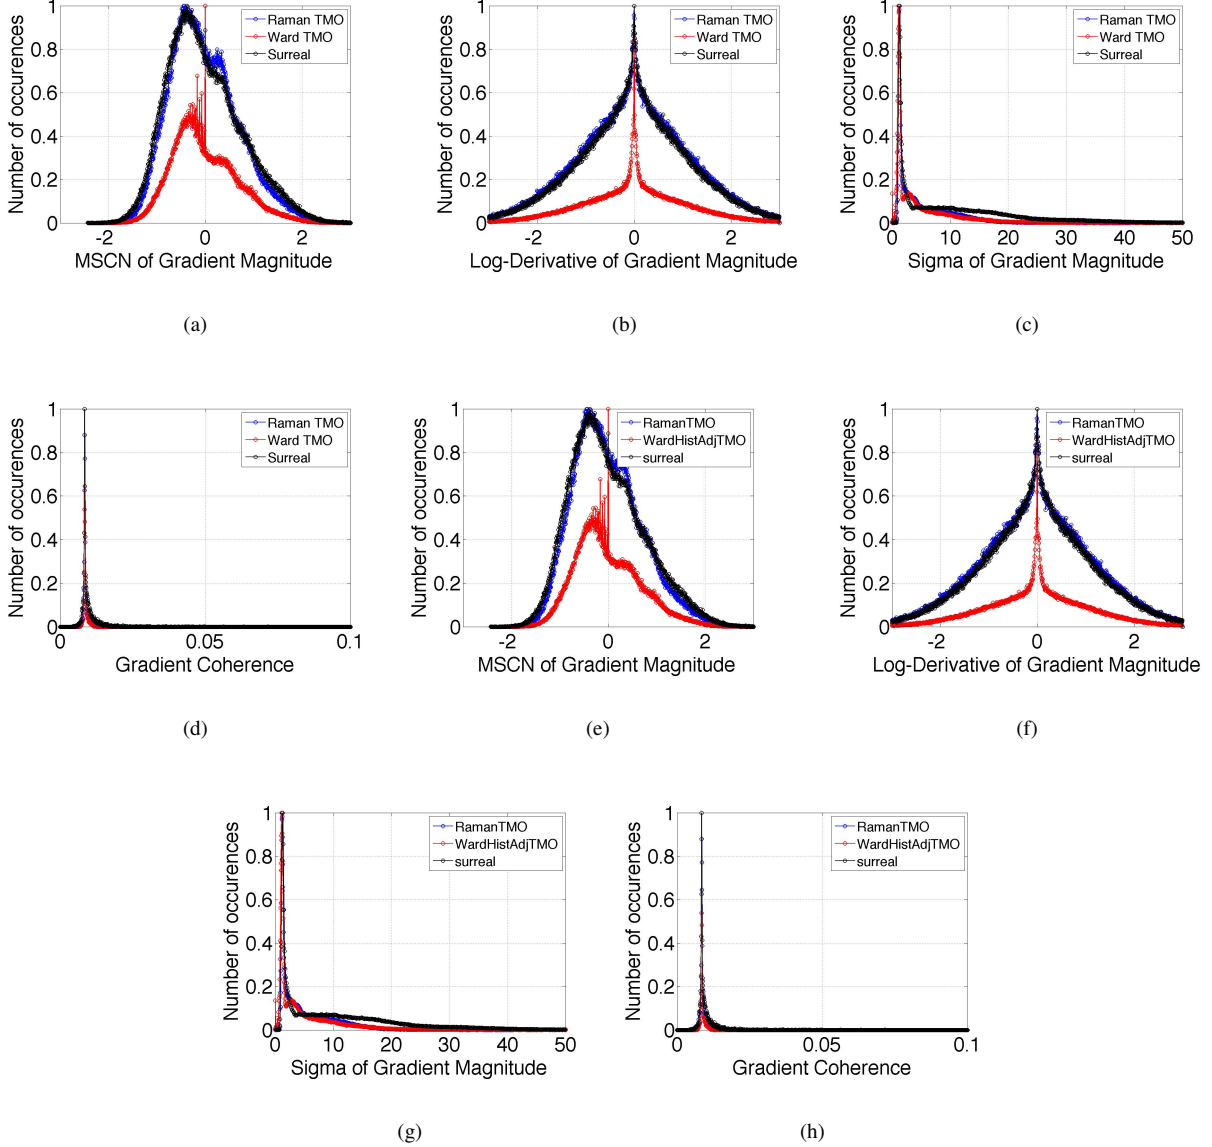 1
0.8
0.6
0.4
0.2
0
Number of occurences
-2
0
2
MSCN of Gradient Magnitude
Raman TMO
Ward TMO
Surreal
(a)
1
0.8
0.6
0.4
0.2
0
Number of occurences
-2
0
2
Log-Derivative of Gradient Magnitude
Raman TMO
Ward TMO
Surreal
(b)
1
0.8
0.6
0.4
0.2
0
Number of occurences
0
10
20
30
40
50
Sigma of Gradient Magnitude
Raman TMO
Ward TMO
Surreal
(c)
1
0.8
0.6
0.4
0.2
0
Number of occurences
0
0.05
0.1
Gradient Coherence
Raman TMO
Ward TMO
Surreal
(d)
1
0.8
0.6
0.4
0.2
0
Number of occurences
-2
0
2
MSCN of Gradient Magnitude
RamanTMO
WardHistAdjTMO
surreal
(e)
1
0.8
0.6
0.4
0.2
0
Number of occurences
-2
0
2
Log-Derivative of Gradient Magnitude
RamanTMO
WardHistAdjTMO
surreal
(f)
1
0.8
0.6
0.4
0.2
0
Number of occurences
0
10
20
30
40
50
Sigma of Gradient Magnitude
RamanTMO
WardHistAdjTMO
surreal
(g)
1
0.8
0.6
0.4
0.2
0
Number of occurences
0
0.05
0.1
Gradient Coherence
RamanTMO
WardHistAdjTMO
surreal
(h)